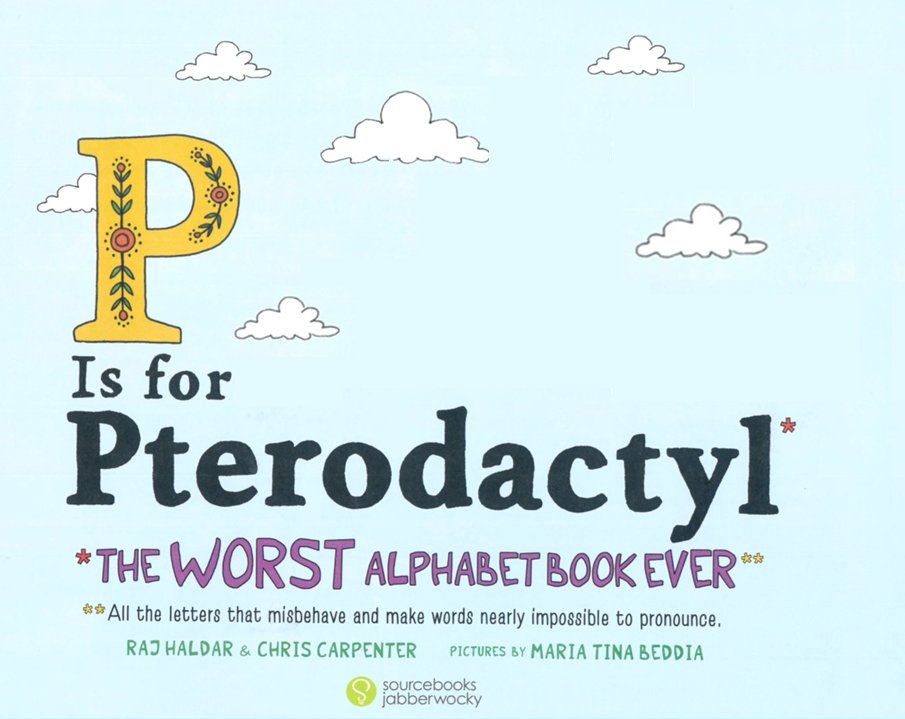 P
Is for
Pterodactyl*
*THE WORST ALPHABET BOOK EVER**
**All the letters that misbehave and make words nearly impossible to pronounce.
RAJ HALDAR & CHRIS CARPENTER PICTURES BY MARIA TINA BEDDIA
sourcebooks
jabberwocky